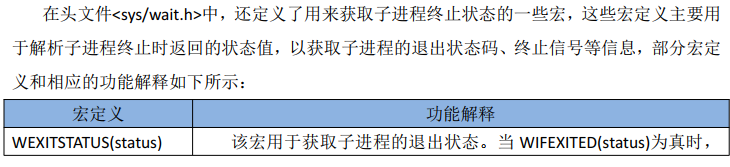 在头文件<sys/wait.h>中，还定义了用来获取子进程终止状态的一些宏，这些宏定义主要用
于解析子进程终止时返回的状态值，以获取子进程的退出状态码、终止信号等信息，部分宏定
义和相应的功能解释如下所示：
宏定义 功能解释
WEXITSTATUS(status) 该宏用于获取子进程的退出状态。当 WIFEXITED(status)为真时，